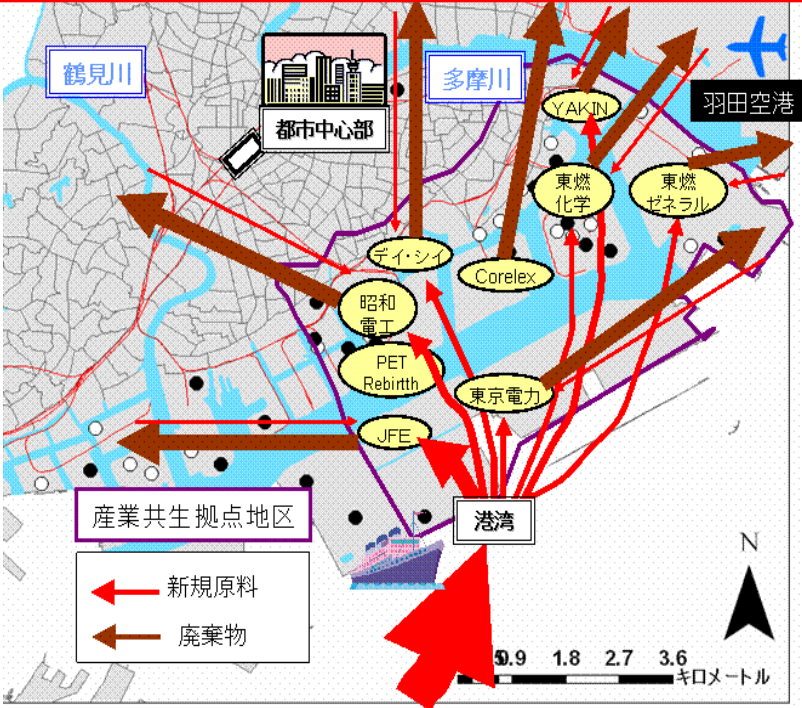 鶴見川
都市中心部
多摩川
YAKIN
羽田空港
東燃
化学
東燃
ゼネラル
デイ・シイ
Corelex
昭和
電工
PET
Rebirtth
東京電力
JFE
産業共生拠点地区
港湾
新規原料
廃棄物
N
0.9 1.8 2.7 3.6
キロメートル